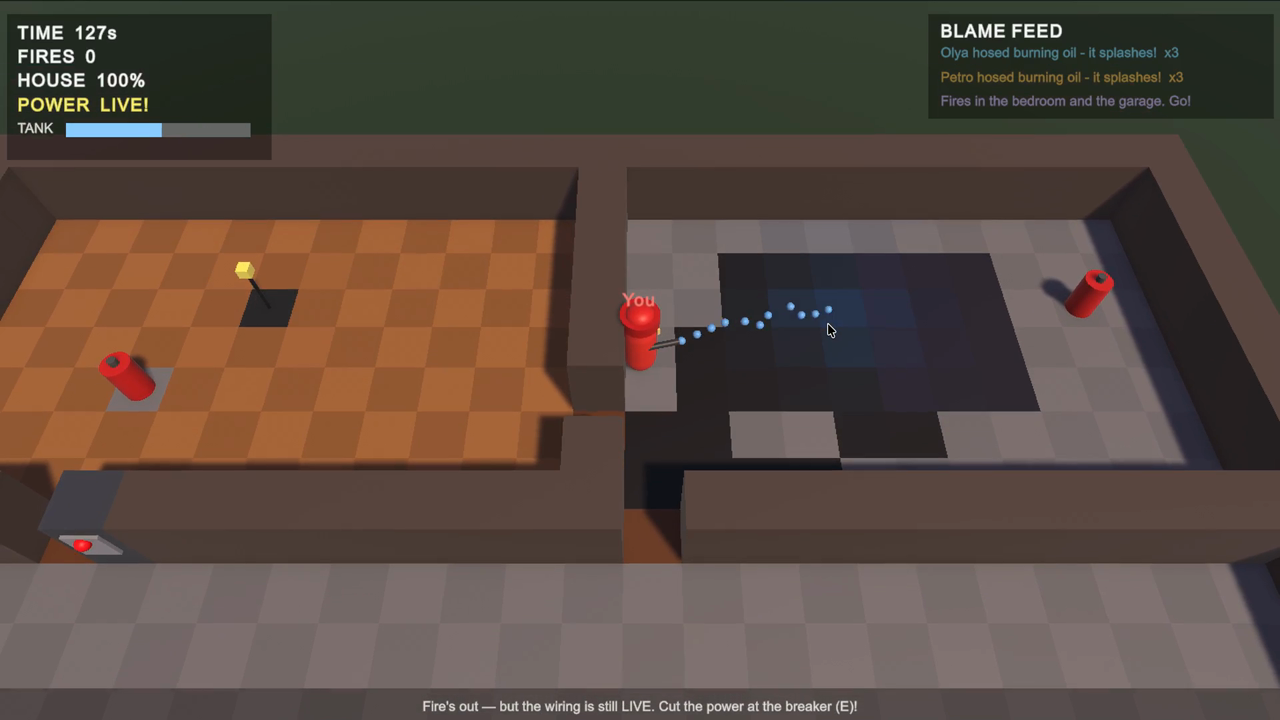 TIME 127s
FIRES 0
HOUSE 100%
POWER LIVE!
TANK
BLAME FEED
Olya hosed burning oil - it splashes! x3
Petro hosed burning oil - it splashes! x3
Fires in the bedroom and the garage. Go!
You
Fire's out — but the wiring is still LIVE. Cut the power at the breaker (E)!